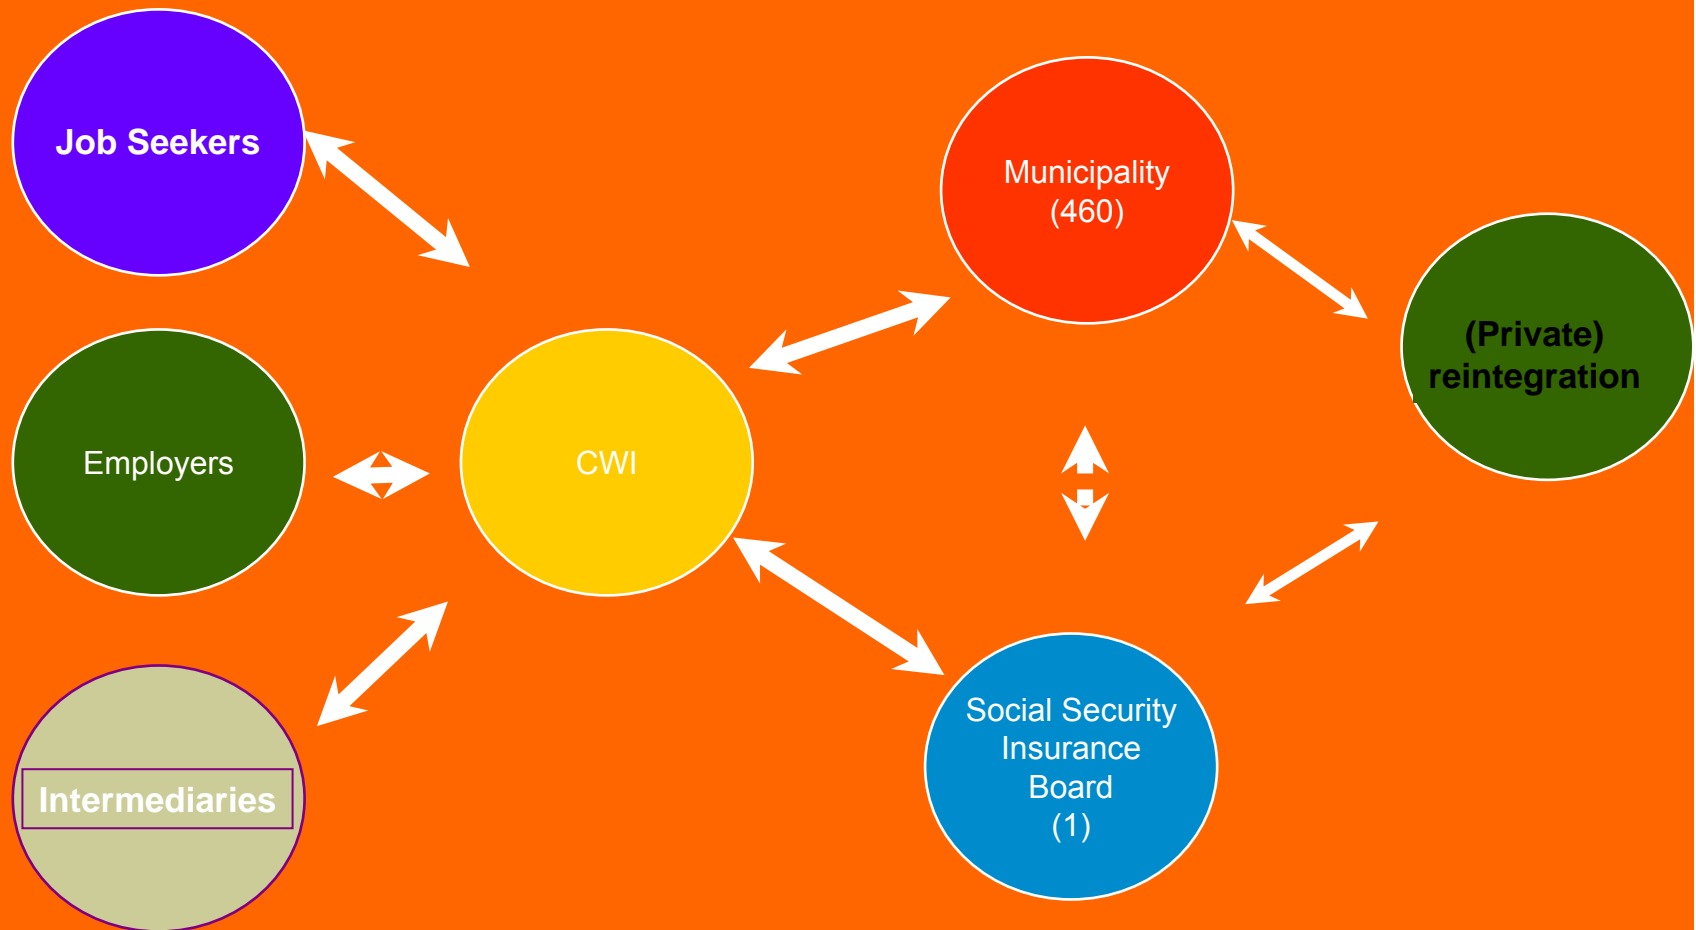 Job Seekers
Municipality
(460)
(Private)
reintegration
Employers
CWI
Social Security
Insurance
Board
(1)
Intermediaries